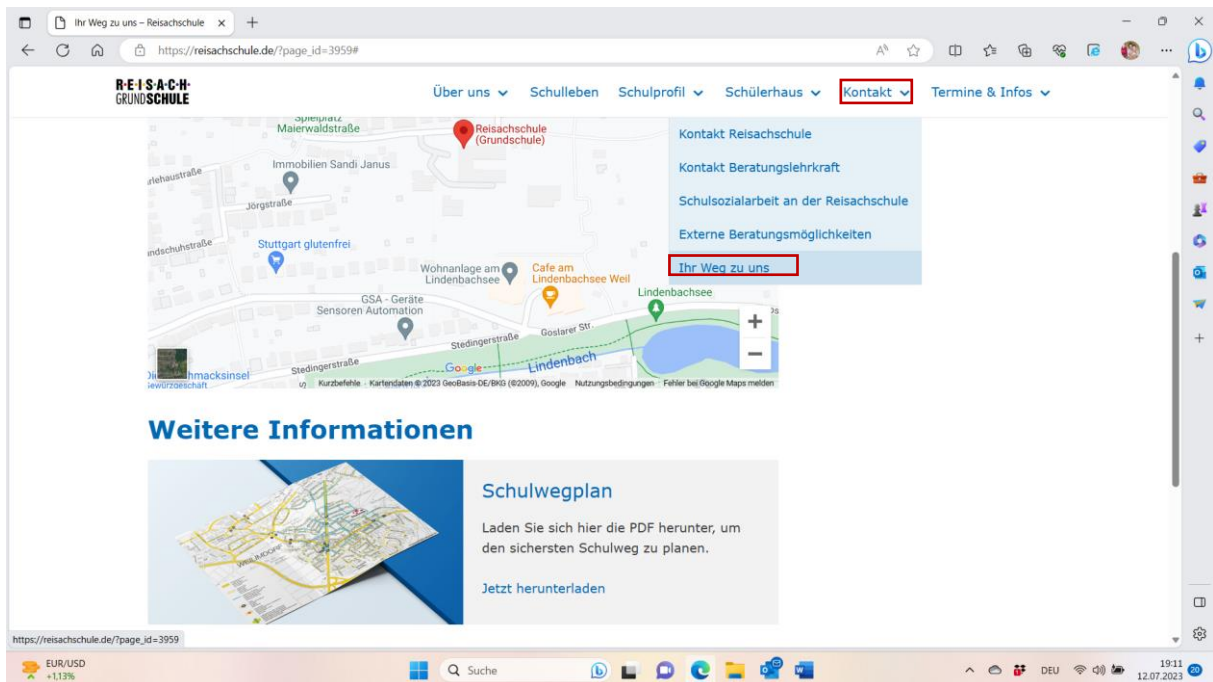 Ihr Weg zu uns – Reisachschule
https://reisachschule.de/?page_id=3959#
R·E·I·S·A·C·H·
GRUNDSCHULE
Über uns
Schulleben
Schulprofil
Schülerhaus
Kontakt
Termine & Infos
Kontakt Reisachschule
Kontakt Beratungslehrkraft
Schulsozialarbeit an der Reisachschule
Externe Beratungsmöglichkeiten
Ihr Weg zu uns
Spielplatz
Maierwaldstraße
Reisachschule
(Grundschule)
Immobilien Sandi Janus
Jörgstraße
Stuttgart glutenfrei
Wohnanlage am
Lindenbachsee
Cafe am
Lindenbachsee Weil
Lindenbachsee
GSA - Geräte
Sensoren Automation
Goslarer Str.
Stedingerstraße
Lindenbach
Stedingerstraße
Google
Kurzbefehle
Kartendaten © 2023 GeoBasis-DE/BKG (©2009), Google
Nutzungsbedingungen
Fehler bei Google Maps melden
Weitere Informationen
WEILIMDORF
Schulwegplan
Laden Sie sich hier die PDF herunter, um
den sichersten Schulweg zu planen.
Jetzt herunterladen
https://reisachschule.de/?page_id=3959
EUR/USD
+1,13%
Suche
DEU
19:11
12.07.2023
20